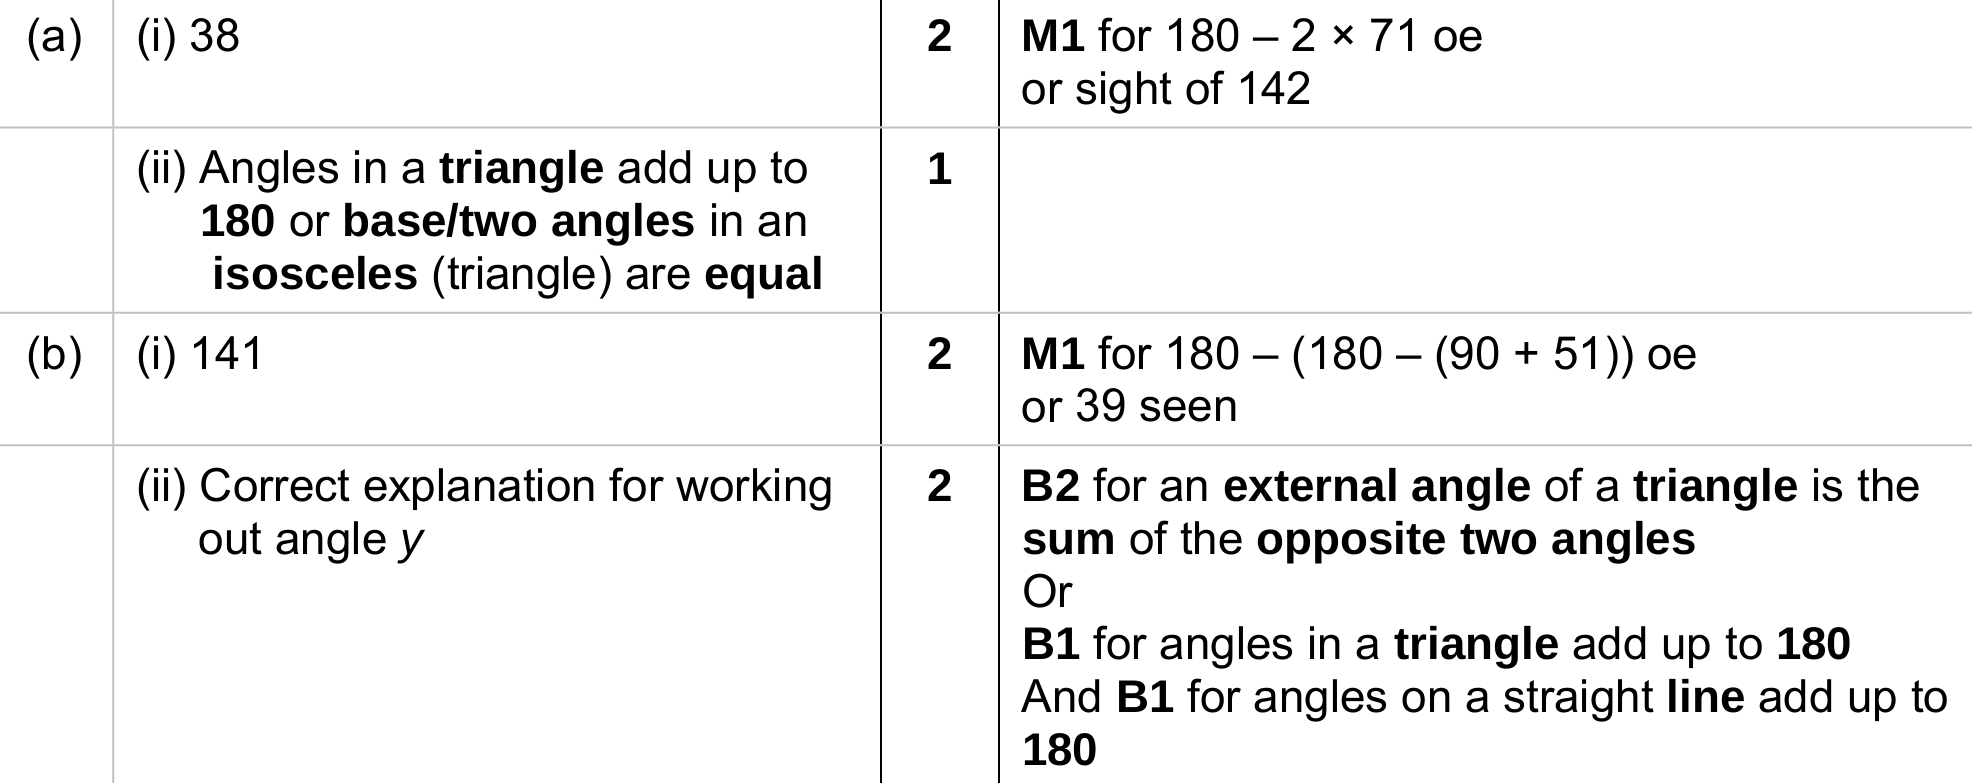 (a) (i) 38 2 M1 for 180 – 2 × 71 oe
or sight of 142
(ii) Angles in a triangle add up to 1
180 or base/two angles in an
isosceles (triangle) are equal
(b) (i) 141 2 M1 for 180 – (180 – (90 + 51)) oe
or 39 seen
(ii) Correct explanation for working 2 B2 for an external angle of a triangle is the
out angle y sum of the opposite two angles
Or
B1 for angles in a triangle add up to 180
And B1 for angles on a straight line add up to
180